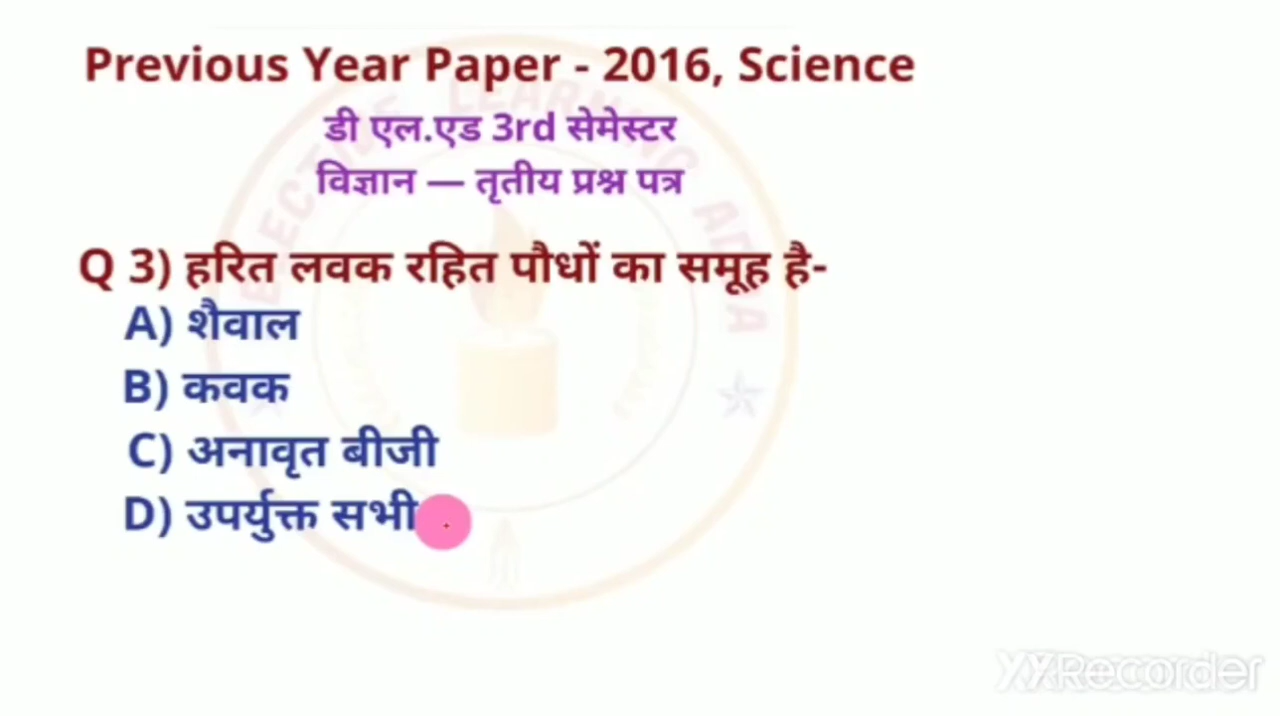 Previous Year Paper - 2016, Science
डी एल.एड 3rd सेमेस्टर
विज्ञान — तृतीय प्रश्न पत्र
Q 3) हरित लवक रहित पौधों का समूह है-
A) शैवाल
B) कवक
C) अनावृत बीजी
D) उपर्युक्त सभी
XRecorder